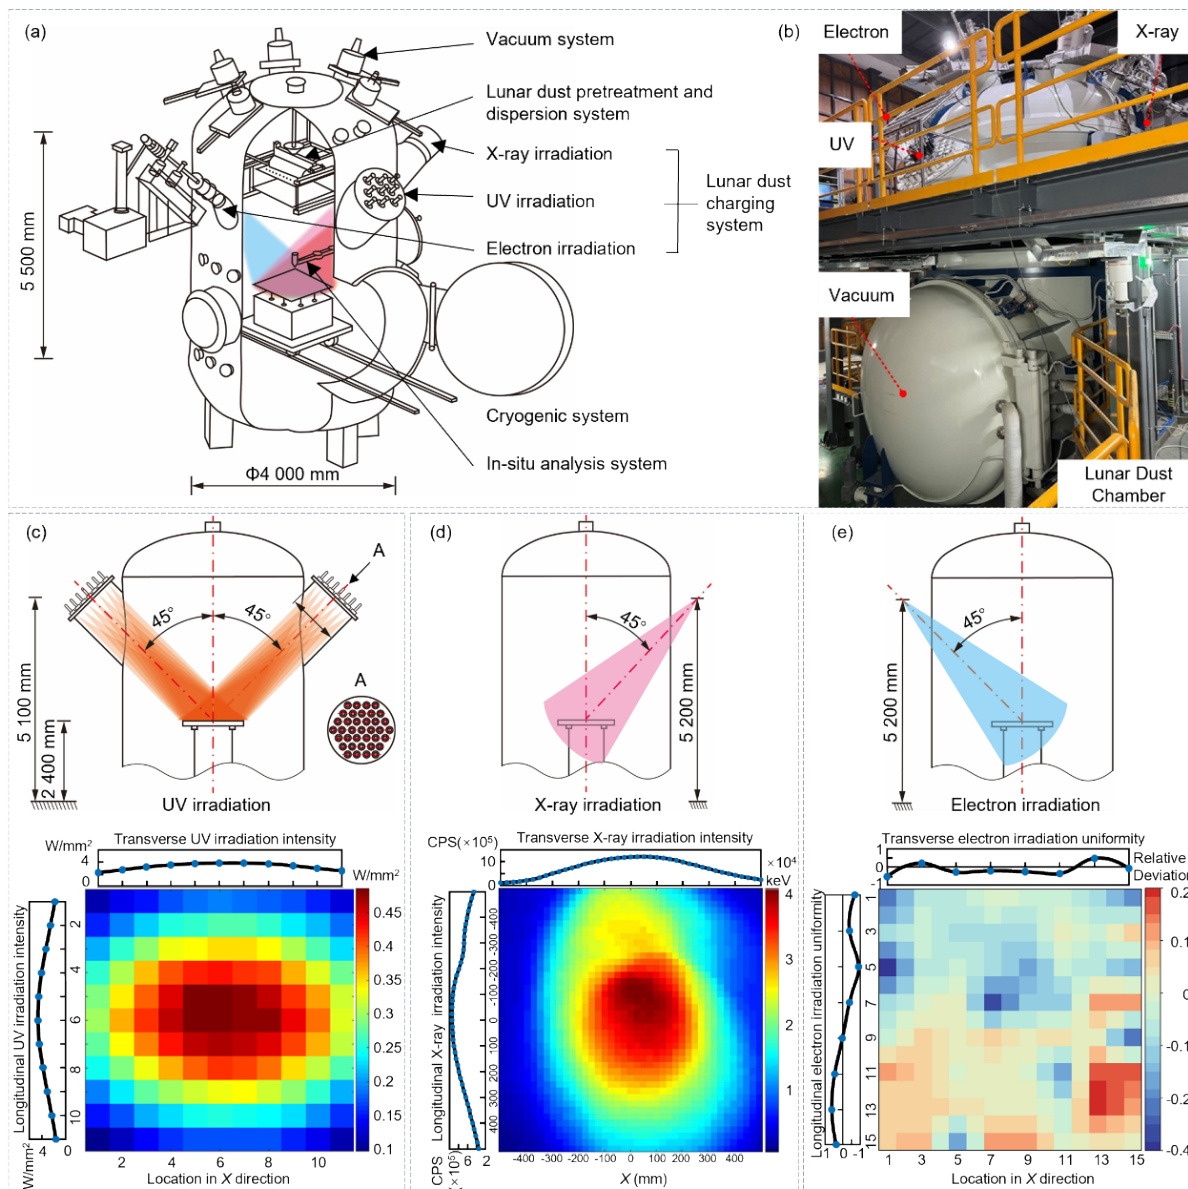 (a)
Vacuum system
Lunar dust pretreatment and
dispersion system
X-ray irradiation
UV irradiation
Lunar dust
charging
system
Electron irradiation
5 500 mm
Cryogenic system
In-situ analysis system
Φ4 000 mm
(b)
Electron
X-ray
UV
Vacuum
Lunar Dust
Chamber
(c)
A
45°
45°
A
5 100 mm
2 400 mm
UV irradiation
(d)
45°
5 200 mm
X-ray irradiation
(e)
45°
5 200 mm
Electron irradiation
Transverse UV irradiation intensity
W/mm²
4
0
W/mm²
Longitudinal UV irradiation intensity
2
4
6
8
10
W/mm²
4
0
0.45
0.4
0.35
0.3
0.25
0.2
0.15
0.1
2
4
6
8
10
Location in X direction
Transverse X-ray irradiation intensity
CPS(×10⁵)
10
0
×10⁴
keV
Longitudinal X-ray irradiation intensity
-400
-300
-200
-100
0
100
200
300
400
CPS
×10⁵)
6
2
4
3
2
1
-400
-300
-200
-100
0
100
200
300
400
X (mm)
Transverse electron irradiation uniformity
1
0
-1
Relative
Deviation
Longitudinal electron irradiation uniformity
1
3
5
7
9
11
13
15
1
0
-1
0.2
0.1
0
-0.1
-0.2
-0.3
-0.4
1
3
5
7
9
11
13
15
Location in X direction